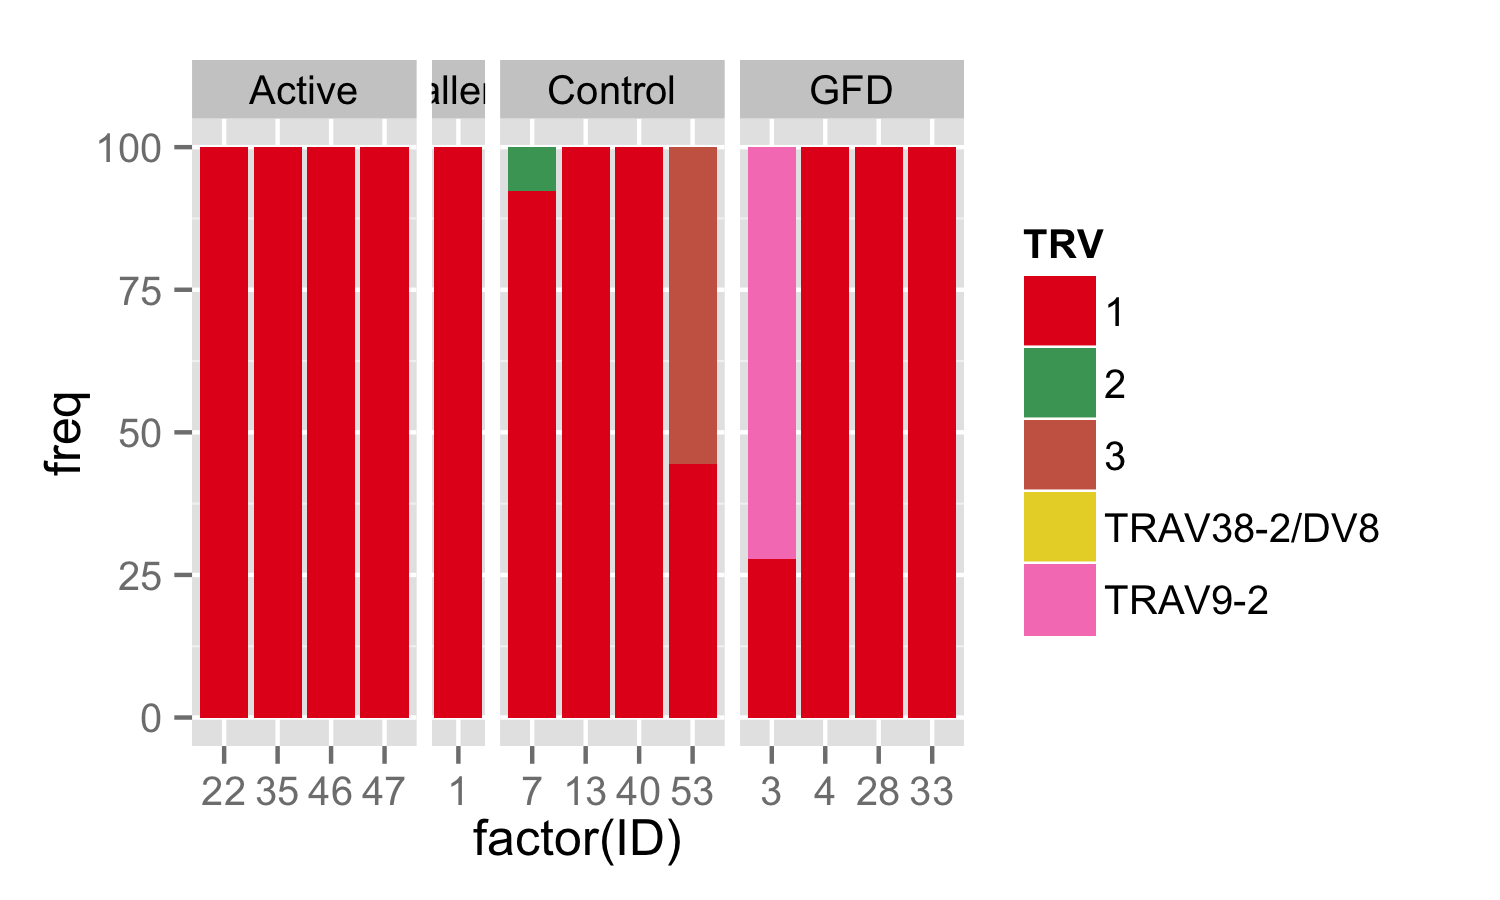 Active
aller
Control
GFD
100
75
50
25
0
freq
22 35 46 47
1
7 13 40 53
3 4 28 33
factor(ID)
TRV
1
2
3
TRAV38-2/DV8
TRAV9-2